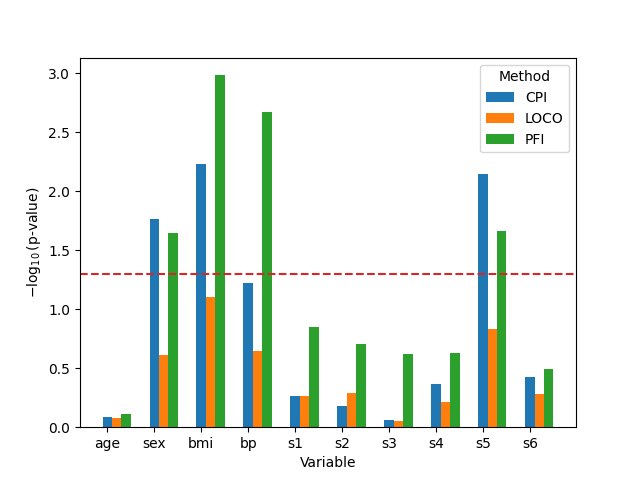 Method
CPI
LOCO
PFI
3.0
2.5
2.0
1.5
1.0
0.5
0.0
−log₁₀(p-value)
age sex bmi bp s1 s2 s3 s4 s5 s6
Variable